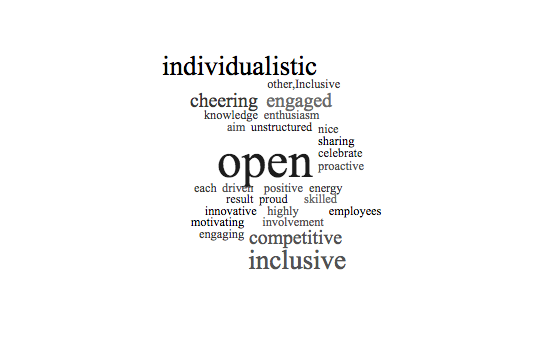 individualistic
other,Inclusive
cheering engaged
knowledge enthusiasm
aim unstructured nice
sharing
open celebrate
proactive
each driven positive energy
result proud skilled
innovative highly employees
motivating involvement
engaging competitive
inclusive